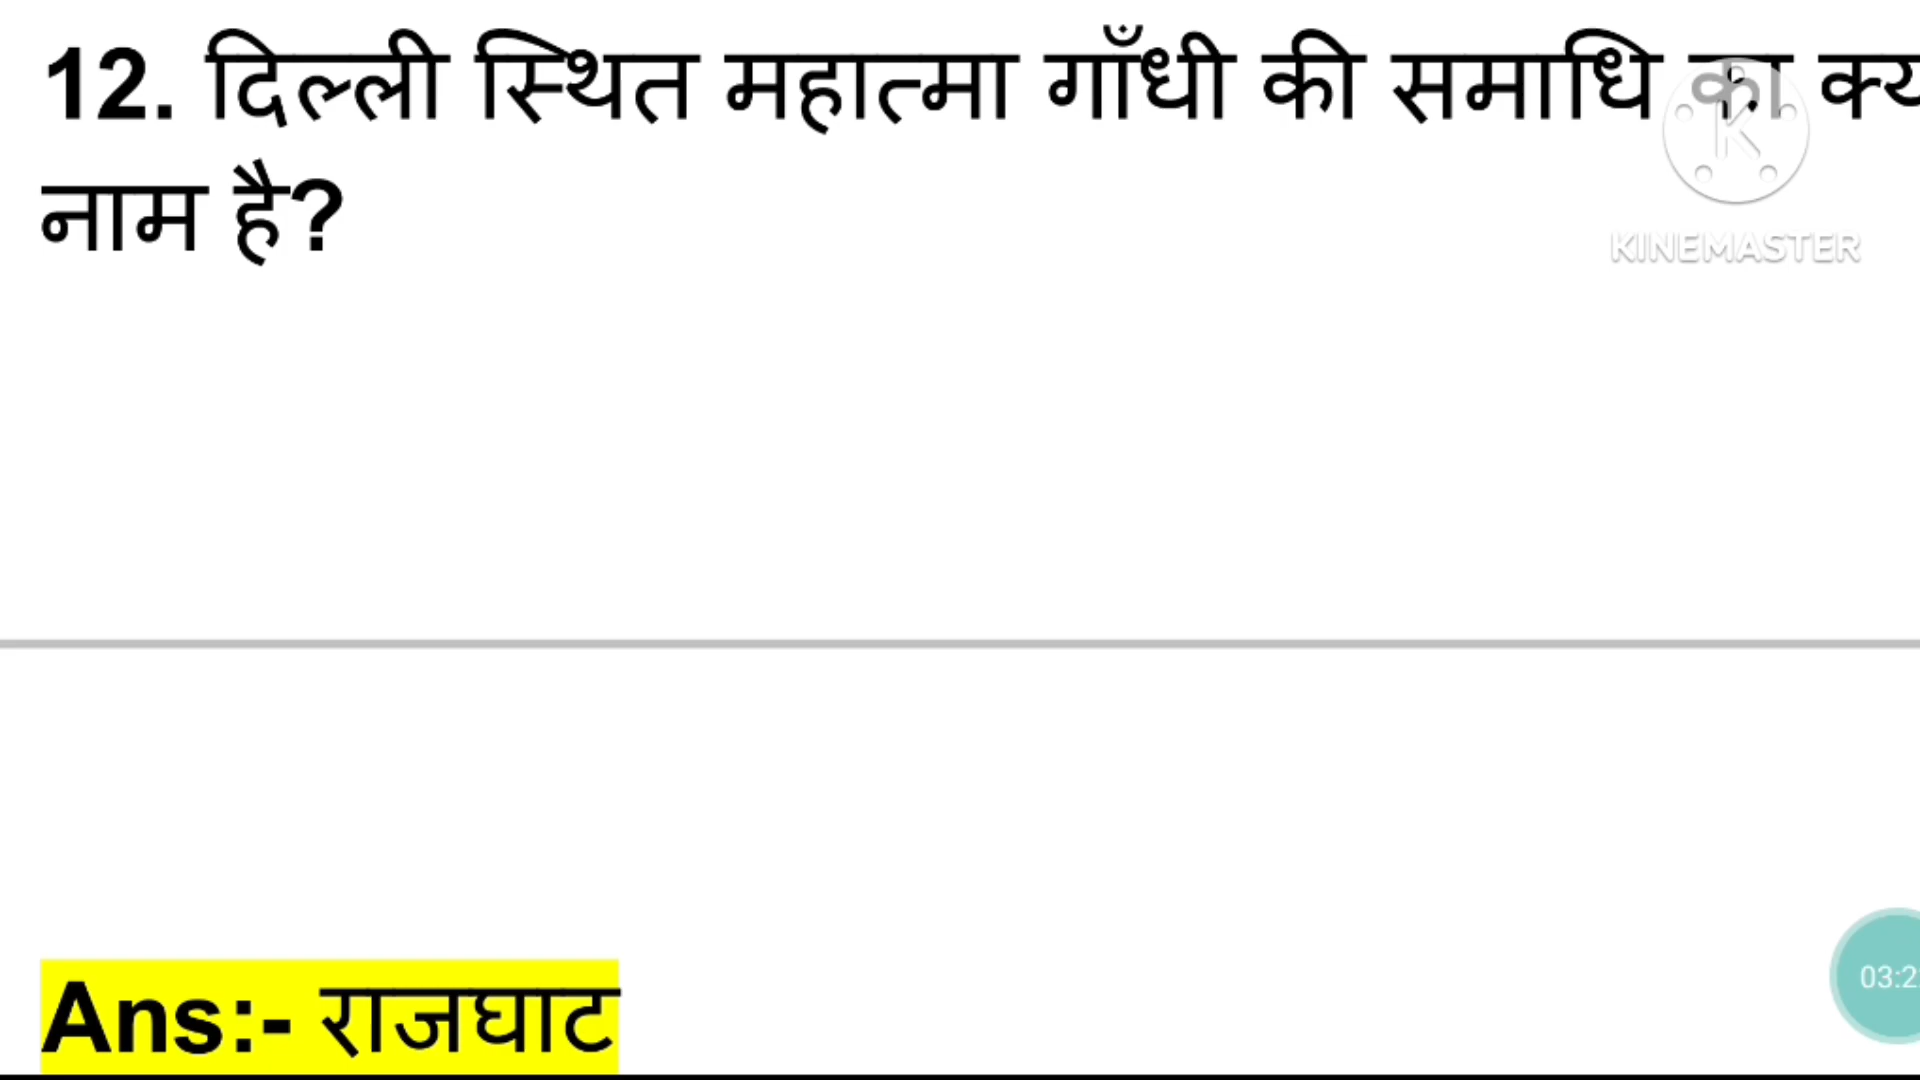 12. दिल्ली स्थित महात्मा गाँधी की समाधि का
नाम है?
KINEMASTER
Ans:- राजघाट